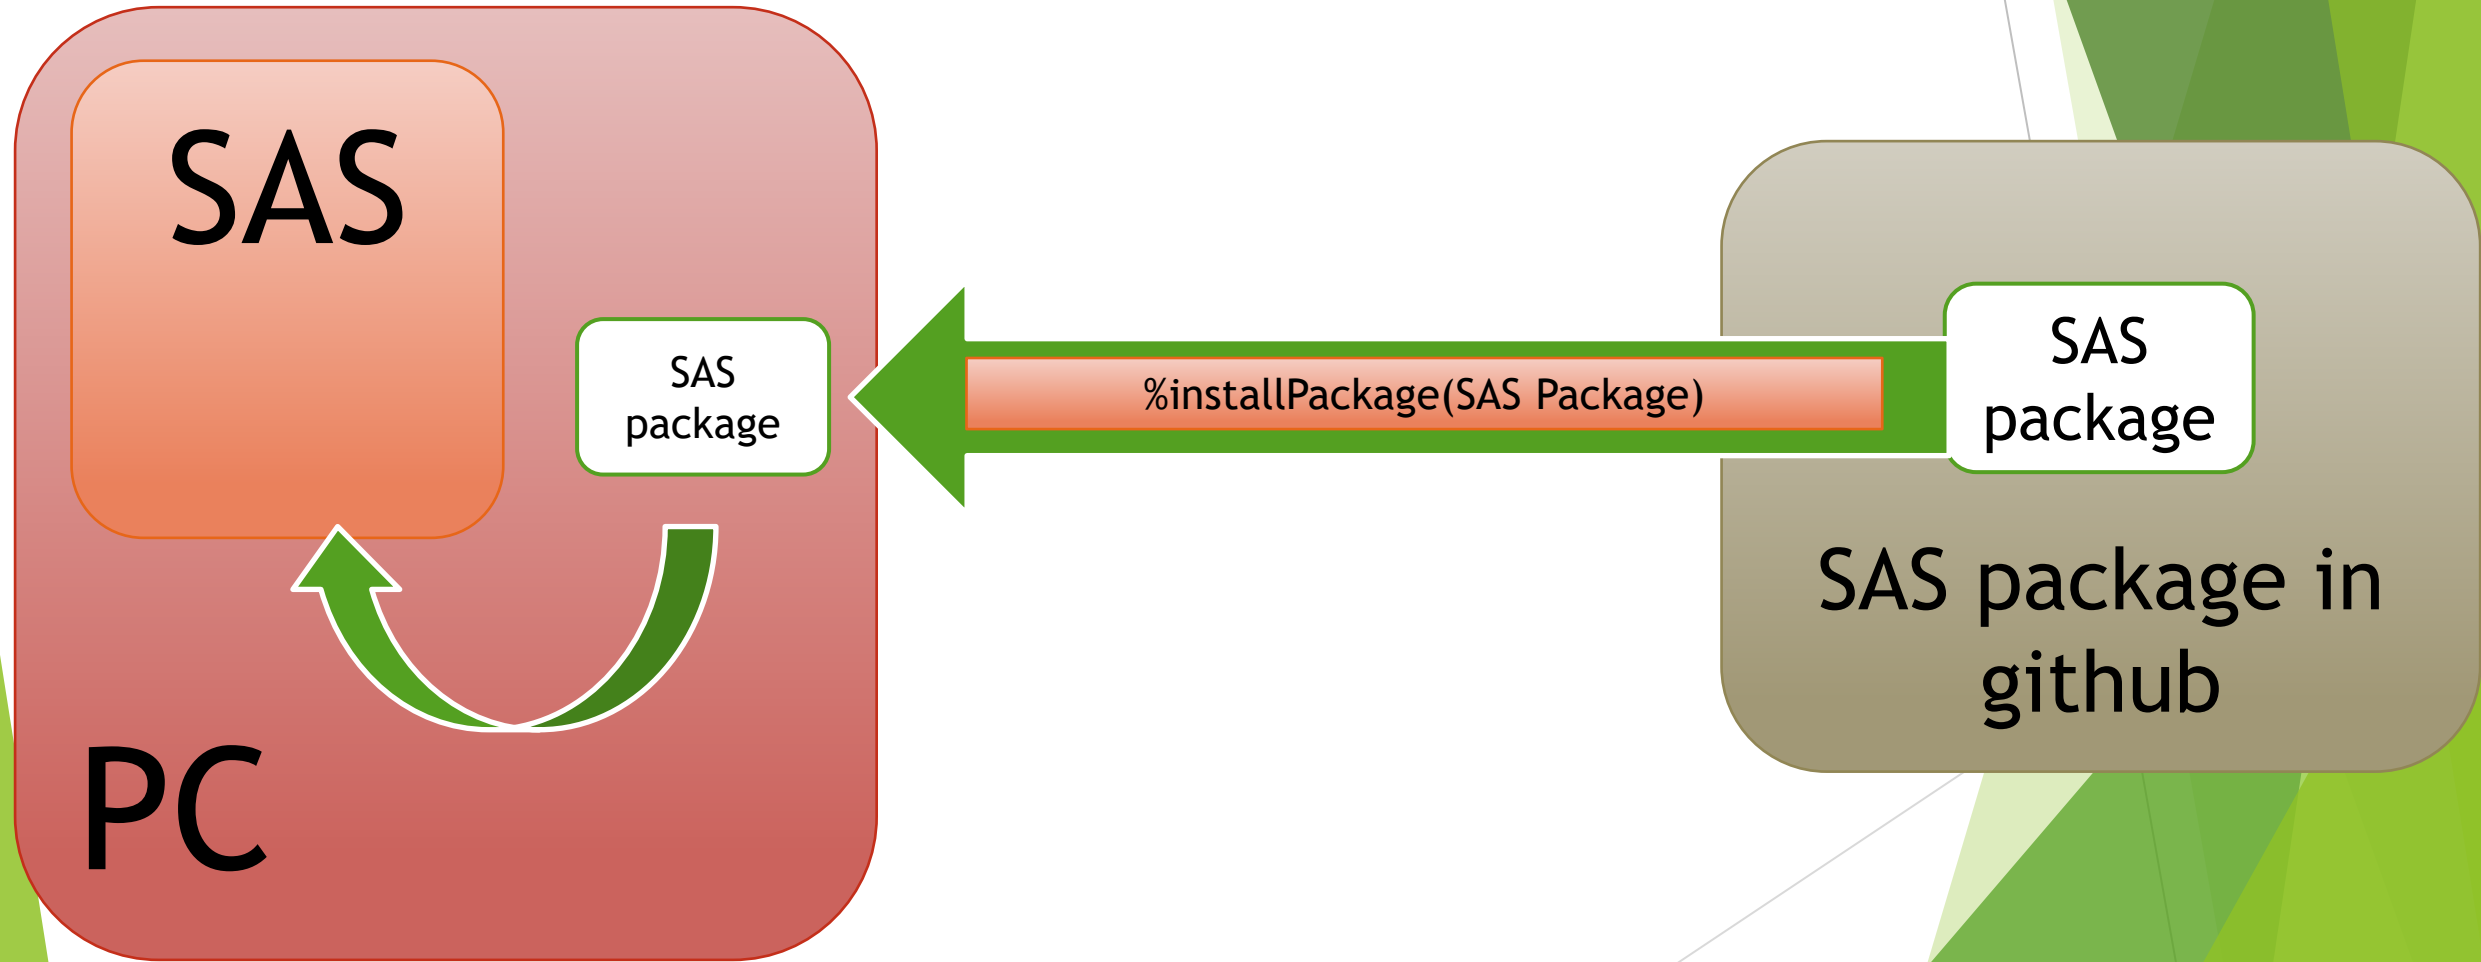 SAS
SAS
package
PC
%installPackage(SAS Package)
SAS
package
SAS package in
github